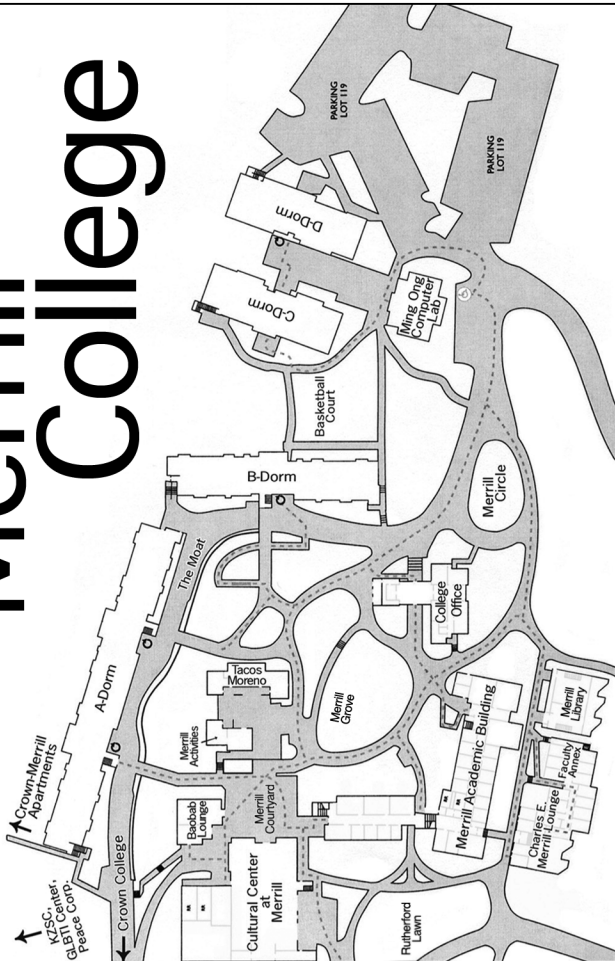 College
PARKING
LOT 119
PARKING
LOT 119
D-Dorm
C-Dorm
Ming Ong
Computer
Lab
Basketball
Court
B-Dorm
Merrill
Circle
The Moat
College
Office
A-Dorm
Tacos
Moreno
Merrill
Grove
Merrill
Activities
Merrill Academic Building
Merrill
Library
Faculty
Annex
Charles E.
Merrill Lounge
Crown-Merrill
Apartments
Baobab
Lounge
Merrill
Courtyard
Crown College
Cultural Center
at
Merrill
Rutherford
Lawn
KZSC,
GLBTI Center,
Peace Corp.